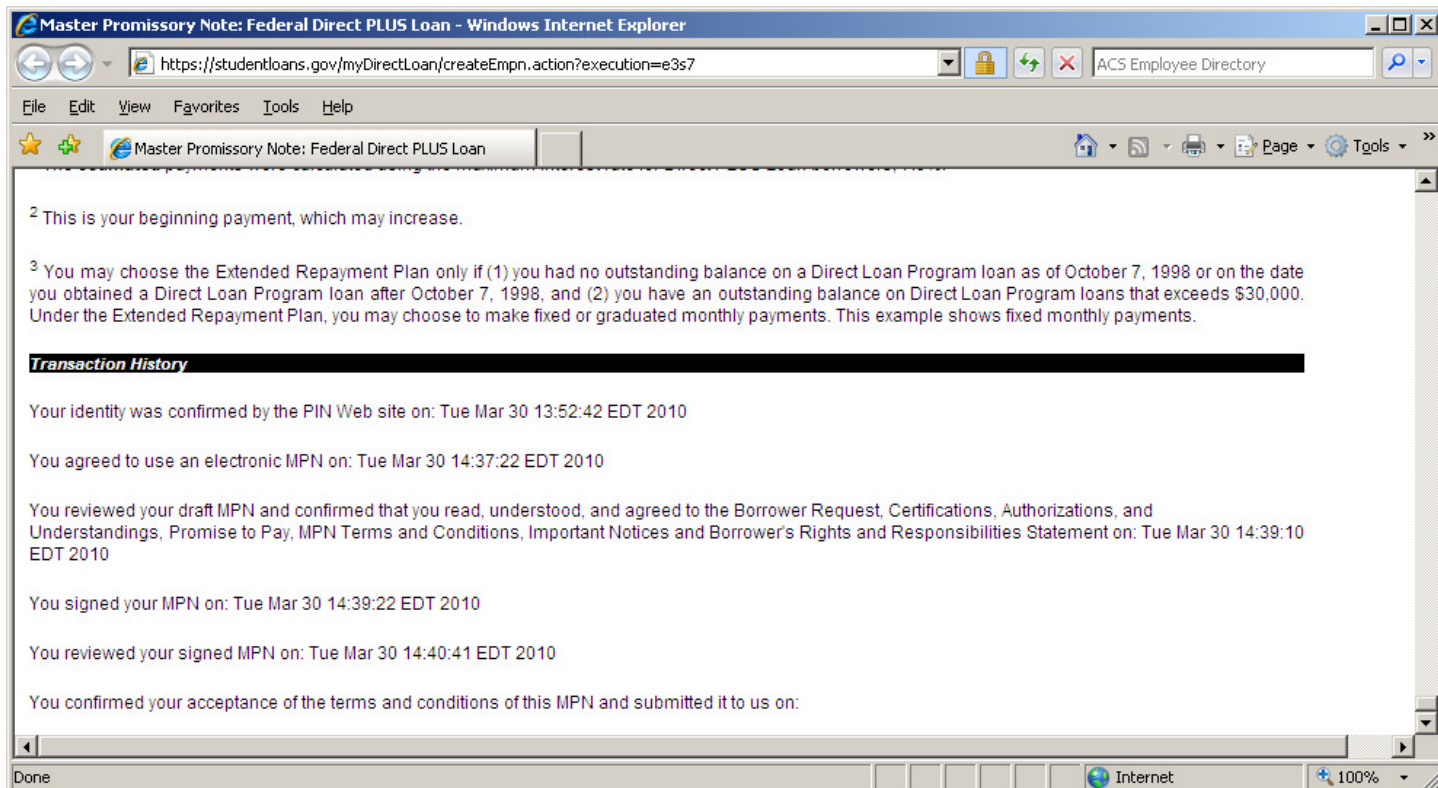 Master Promissory Note: Federal Direct PLUS Loan - Windows Internet Explorer
https://studentloans.gov/myDirectLoan/createEmpn.action?execution=e3s7
ACS Employee Directory
File Edit View Favorites Tools Help
Master Promissory Note: Federal Direct PLUS Loan
Page Tools »
2 This is your beginning payment, which may increase.
3 You may choose the Extended Repayment Plan only if (1) you had no outstanding balance on a Direct Loan Program loan as of October 7, 1998 or on the date
you obtained a Direct Loan Program loan after October 7, 1998, and (2) you have an outstanding balance on Direct Loan Program loans that exceeds $30,000.
Under the Extended Repayment Plan, you may choose to make fixed or graduated monthly payments. This example shows fixed monthly payments.
Transaction History
Your identity was confirmed by the PIN Web site on: Tue Mar 30 13:52:42 EDT 2010
You agreed to use an electronic MPN on: Tue Mar 30 14:37:22 EDT 2010
You reviewed your draft MPN and confirmed that you read, understood, and agreed to the Borrower Request, Certifications, Authorizations, and
Understandings, Promise to Pay, MPN Terms and Conditions, Important Notices and Borrower's Rights and Responsibilities Statement on: Tue Mar 30 14:39:10
EDT 2010
You signed your MPN on: Tue Mar 30 14:39:22 EDT 2010
You reviewed your signed MPN on: Tue Mar 30 14:40:41 EDT 2010
You confirmed your acceptance of the terms and conditions of this MPN and submitted it to us on:
Done
Internet
100%